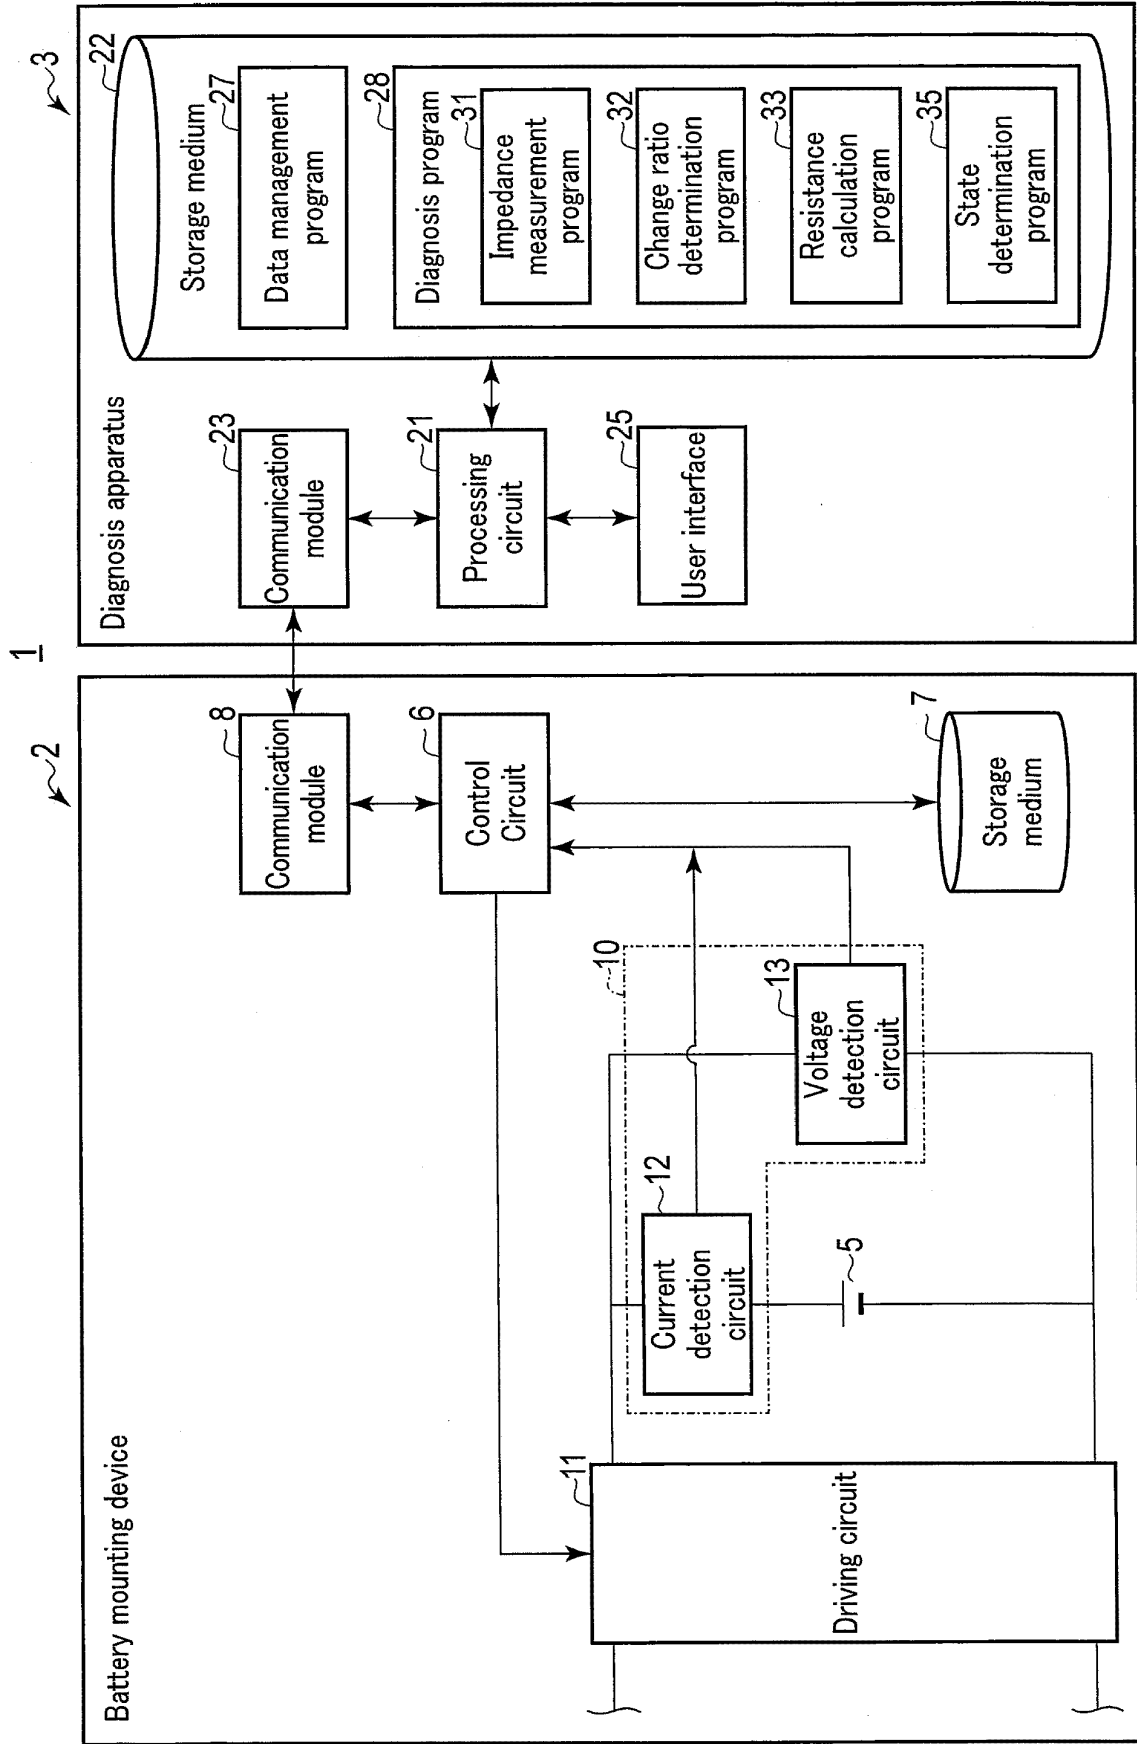 1
2
Battery mounting device
8
Communication
module
6
Control
Circuit
7
Storage
medium
10
12
Current
detection
circuit
13
Voltage
detection
circuit
5
11
Driving circuit
3
Diagnosis apparatus
23
Communication
module
21
Processing
circuit
25
User interface
22
Storage medium
27
Data management
program
28
Diagnosis program
31
Impedance
measurement
program
32
Change ratio
determination
program
33
Resistance
calculation
program
35
State
determination
program